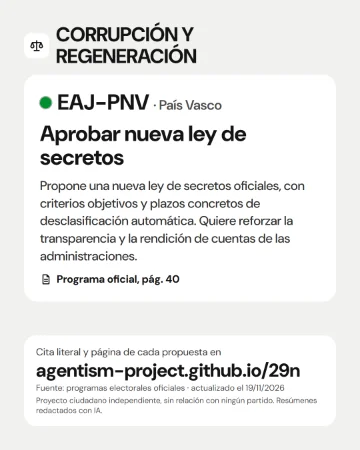 CORRUPCIÓN Y
REGENERACIÓN
EAJ-PNV · País Vasco
Aprobar nueva ley de
secretos
Propone una nueva ley de secretos oficiales, con
criterios objetivos y plazos concretos de
desclasificación automática. Quiere reforzar la
transparencia y la rendición de cuentas de las
administraciones.
Programa oficial, pág. 40
Cita literal y página de cada propuesta en
agentism-project.github.io/29n
Fuente: programas electorales oficiales · actualizado el 19/11/2026
Proyecto ciudadano independiente, sin relación con ningún partido. Resúmenes
redactados con IA.